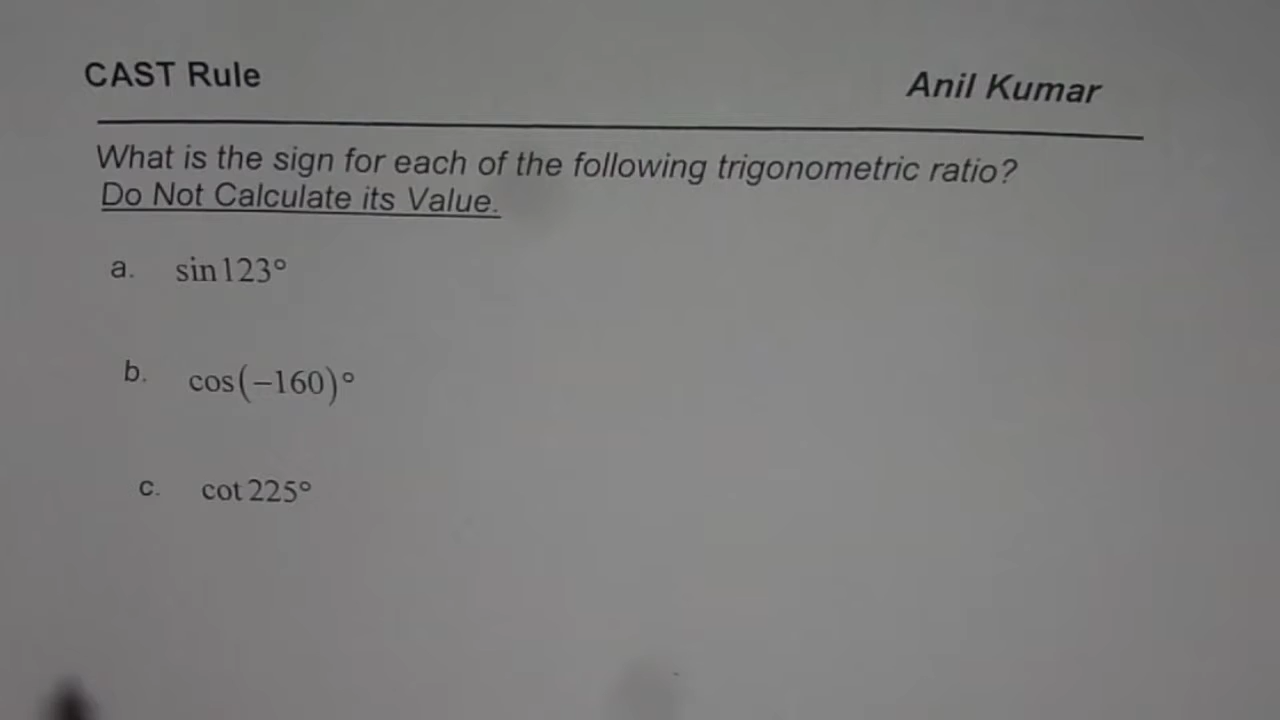 CAST Rule
Anil Kumar
What is the sign for each of the following trigonometric ratio?
Do Not Calculate its Value.
a. sin123°
b. cos(−160)°
c. cot225°